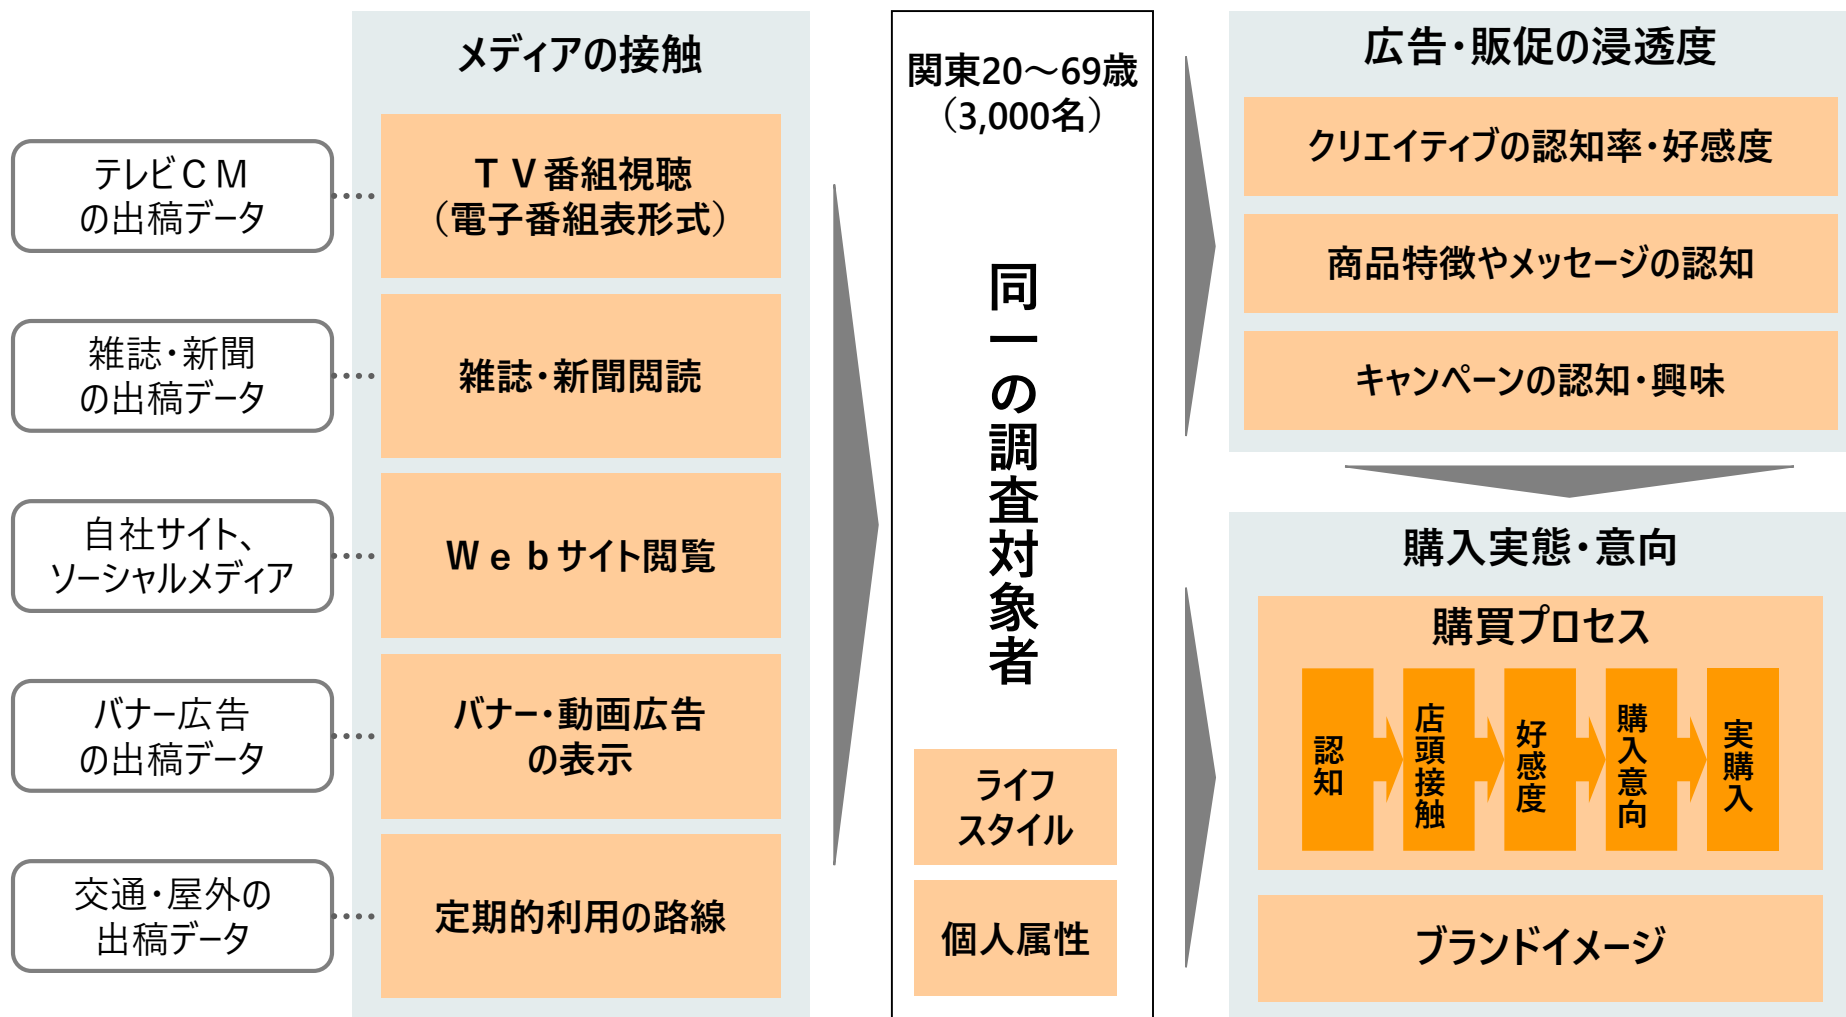 メディアの接触
テレビＣＭ
の出稿データ
ＴＶ番組視聴
（電子番組表形式）
雑誌・新聞
の出稿データ
雑誌・新聞閲読
自社サイト、
ソーシャルメディア
Ｗｅｂサイト閲覧
バナー広告
の出稿データ
バナー・動画広告
の表示
交通・屋外の
出稿データ
定期的利用の路線
関東20～69歳
（3,000名）
同一の調査対象者
ライフ
スタイル
個人属性
広告・販促の浸透度
クリエイティブの認知率・好感度
商品特徴やメッセージの認知
キャンペーンの認知・興味
購入実態・意向
購買プロセス
認知
店頭接触
好感度
購入意向
実購入
ブランドイメージ